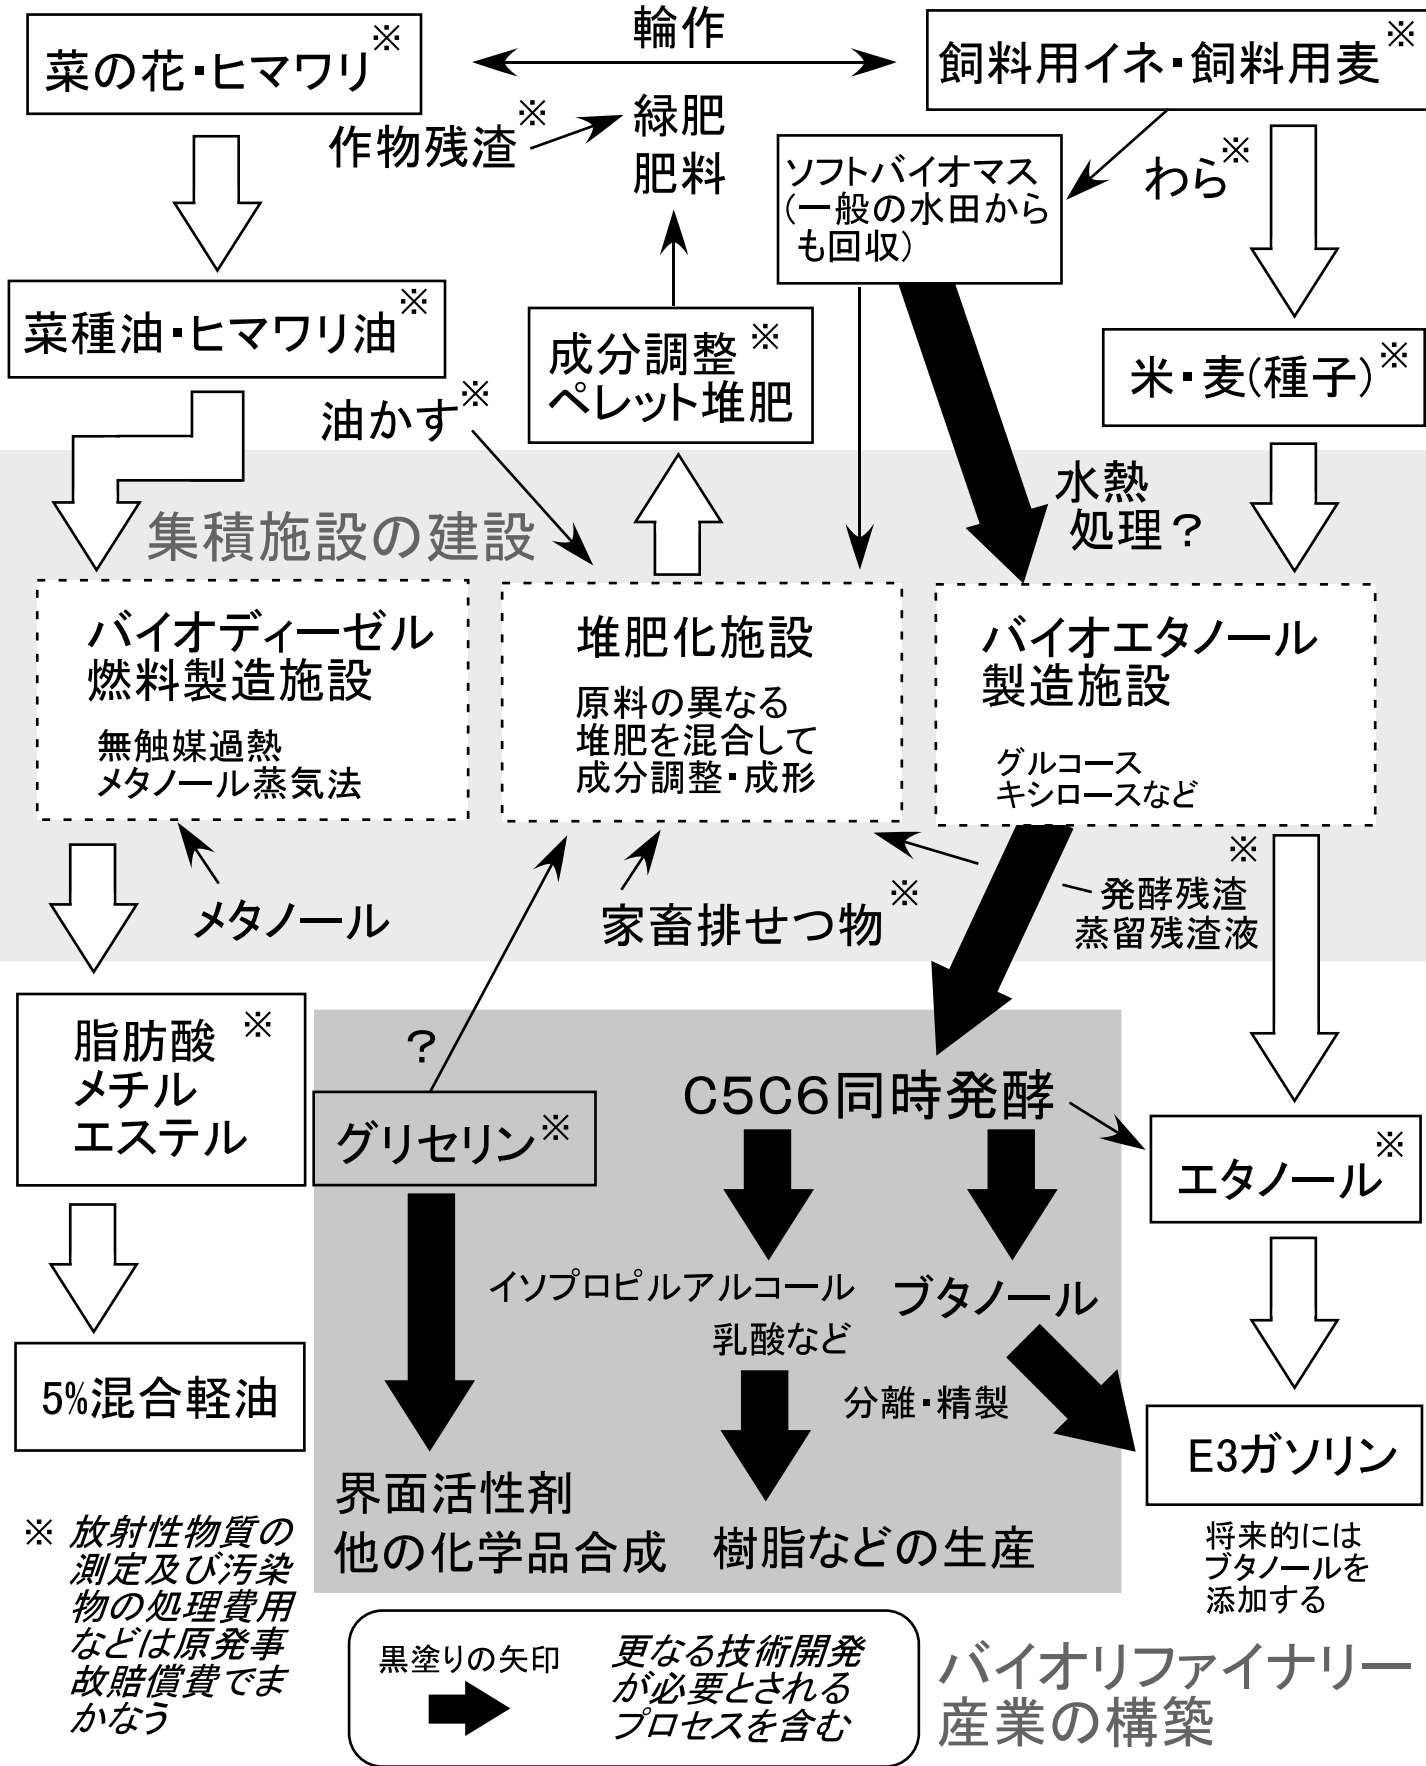 菜の花・ヒマワリ※
輪作
飼料用イネ・飼料用麦※
作物残渣※
緑肥
肥料
ソフトバイオマス
(一般の水田から
も回収)
わら※
菜種油・ヒマワリ油※
成分調整※
ペレット堆肥
米・麦(種子)※
油かす※
水熱
処理？
集積施設の建設
バイオディーゼル
燃料製造施設
無触媒過熱
メタノール蒸気法
堆肥化施設
原料の異なる
堆肥を混合して
成分調整・成形
バイオエタノール
製造施設
グルコース
キシロースなど
メタノール
家畜排せつ物※
※
発酵残渣
蒸留残渣液
脂肪酸※
メチル
エステル
？
グリセリン※
C5C6同時発酵
エタノール※
イソプロピルアルコール
乳酸など
ブタノール
分離・精製
5%混合軽油
E3ガソリン
将来的には
ブタノールを
添加する
界面活性剤
他の化学品合成
樹脂などの生産
※ 放射性物質の
測定及び汚染
物の処理費用
などは原発事
故賠償費でま
かなう
黒塗りの矢印
更なる技術開発
が必要とされる
プロセスを含む
バイオリファイナリー
産業の構築